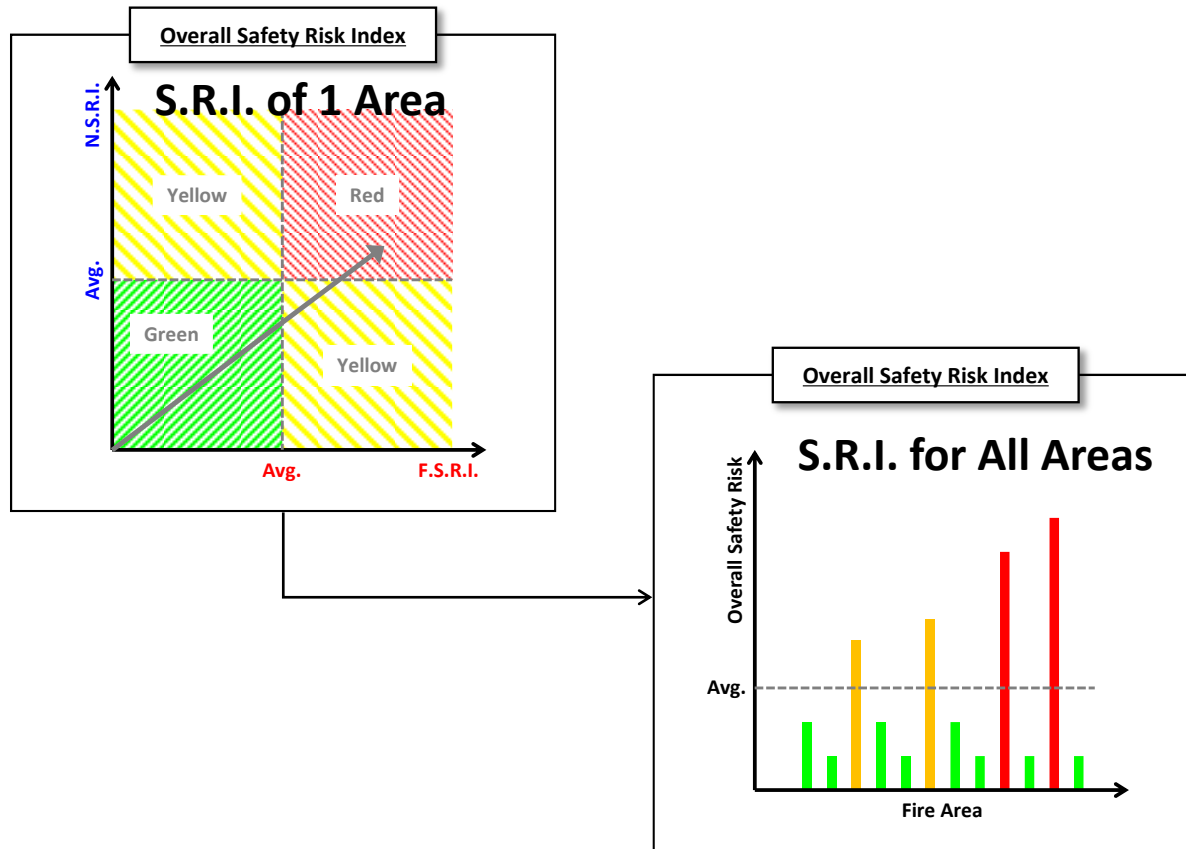 Overall Safety Risk Index
S.R.I. of 1 Area
N.S.R.I.
Yellow
Red
Avg.
Green
Yellow
Avg.
F.S.R.I.
Overall Safety Risk Index
S.R.I. for All Areas
Overall Safety Risk
Avg.
Fire Area